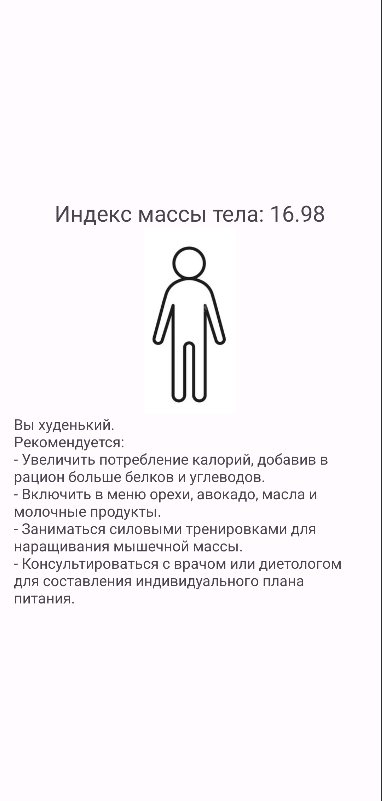 Индекс массы тела: 16.98
Вы худенький.
Рекомендуется:
- Увеличить потребление калорий, добавив в
рацион больше белков и углеводов.
- Включить в меню орехи, авокадо, масла и
молочные продукты.
- Заниматься силовыми тренировками для
наращивания мышечной массы.
- Консультироваться с врачом или диетологом
для составления индивидуального плана
питания.